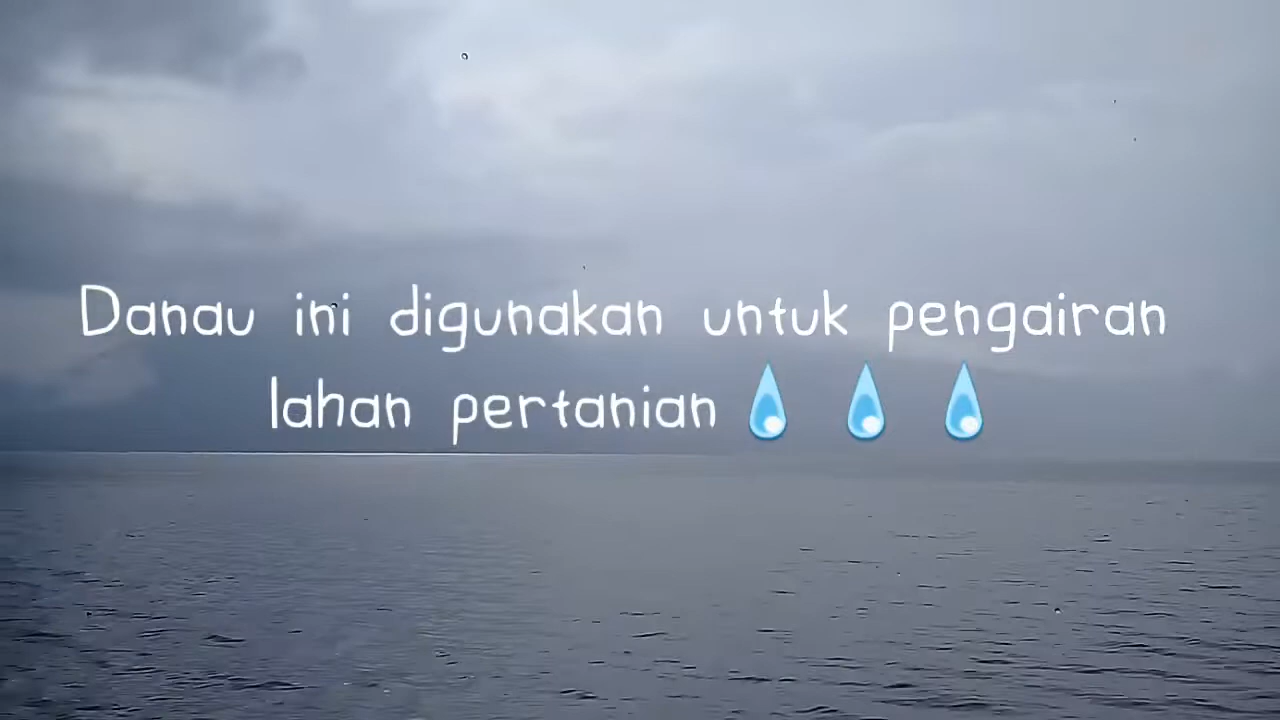 Danau ini digunakan untuk pengairan
lahan pertanian💧 💧 💧